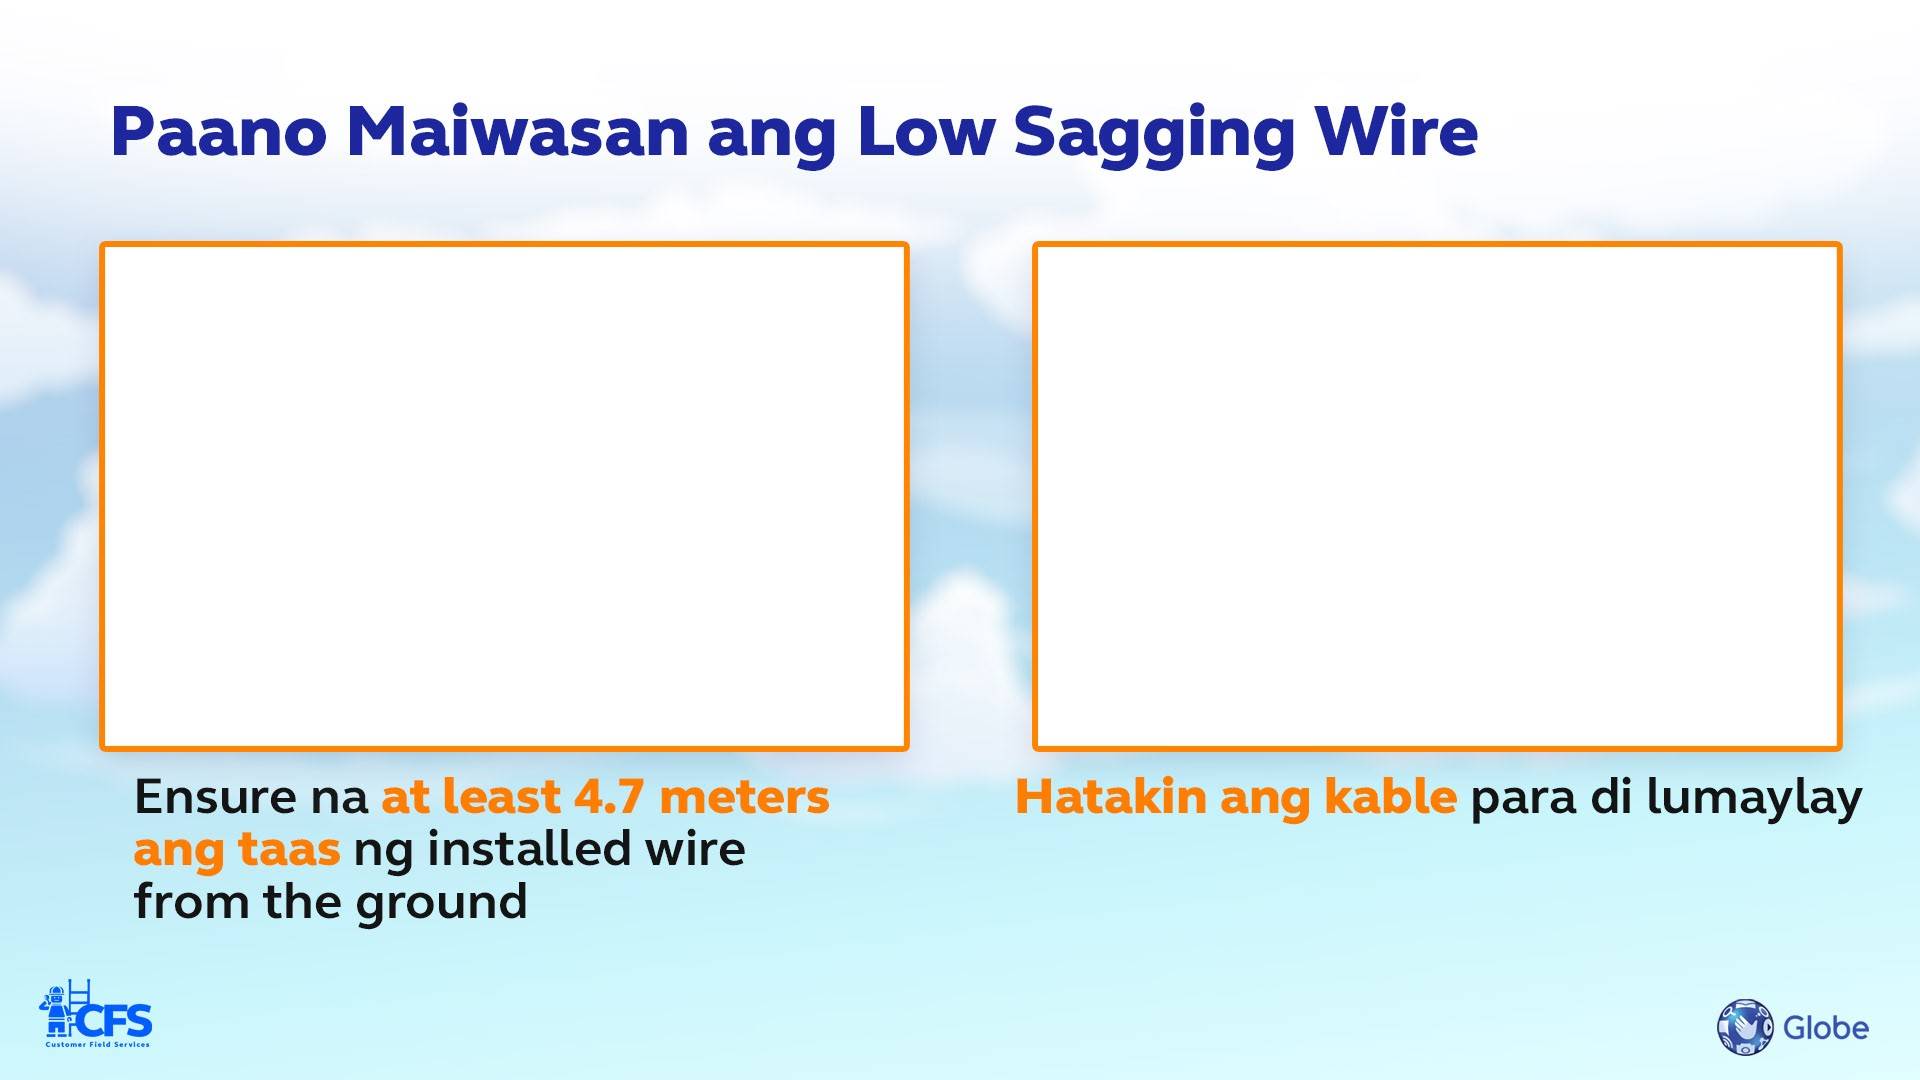 Paano Maiwasan ang Low Sagging Wire
Ensure na at least 4.7 meters
ang taas ng installed wire
from the ground
Hatakin ang kable para di lumaylay
CFS
Customer Field Services
Globe